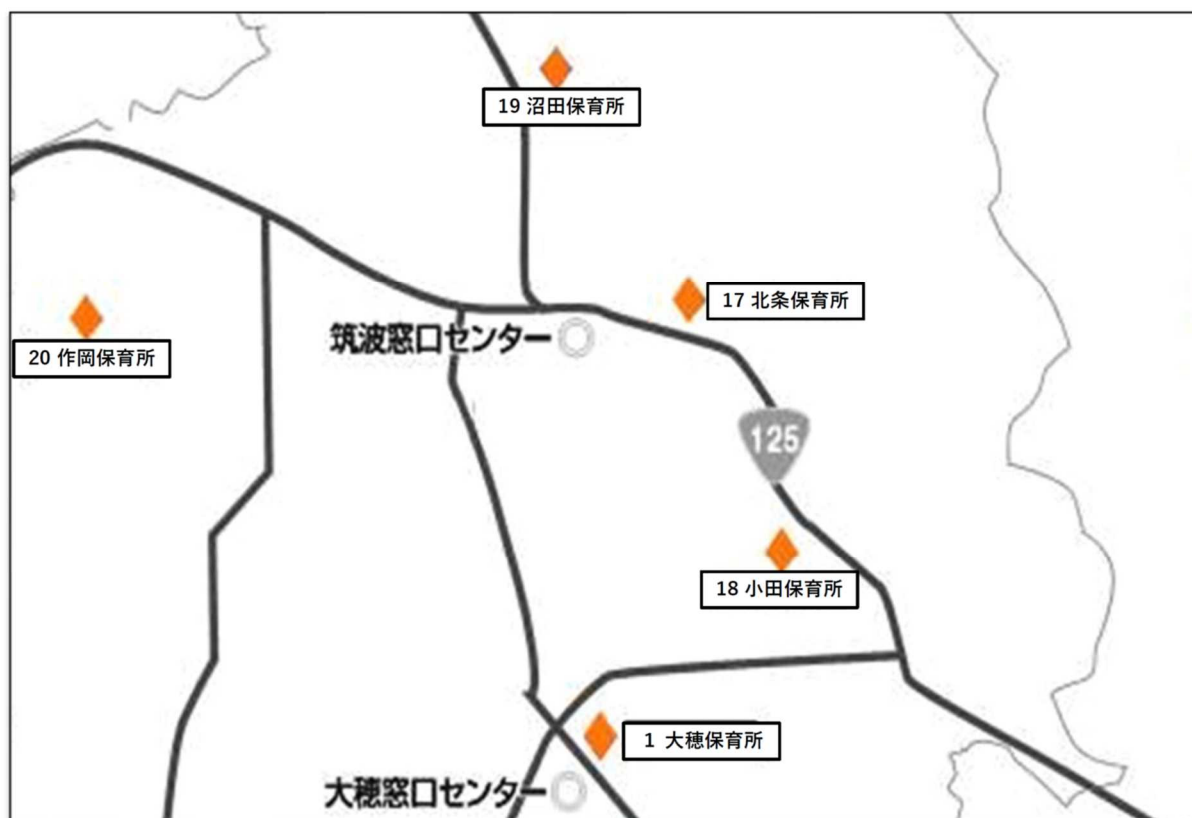 19 沼田保育所
17 北条保育所
筑波窓口センター
20 作岡保育所
125
18 小田保育所
1 大穂保育所
大穂窓口センター